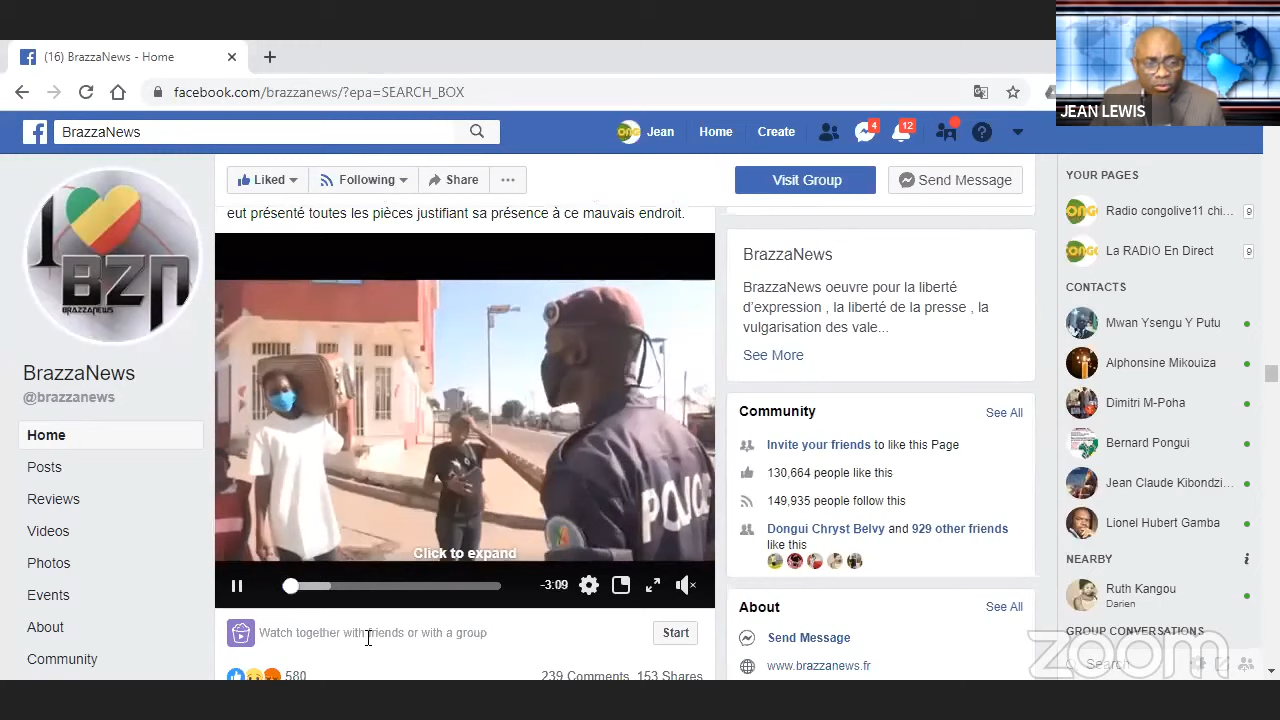 (16) BrazzaNews - Home
facebook.com/brazzanews/?epa=SEARCH_BOX
JEAN LEWIS
BrazzaNews
ONG
Jean
Home
Create
4
12
Liked
Following
Share
Visit Group
Send Message
eut présenté toutes les pièces justifiant sa présence à ce mauvais endroit.
I
BZN
BRAZZANEWS
BrazzaNews
@brazzanews
Home
Posts
Reviews
Videos
Photos
Events
About
Community
POLICE
Click to expand
-3:09
Watch together with friends or with a group
Start
580
239 Comments
153 Shares
BrazzaNews
BrazzaNews oeuvre pour la liberté
d'expression , la liberté de la presse , la
vulgarisation des vale...
See More
Community
See All
Invite your friends to like this Page
130,664 people like this
149,935 people follow this
Dongui Chryst Belvy and 929 other friends
like this
About
See All
Send Message
www.brazzanews.fr
YOUR PAGES
ONG
Radio congolive11 chi...
9
ONG
La RADiO En Direct
9
CONTACTS
Mwan Ysengu Y Putu
Alphonsine Mikouiza
Dimitri M-Poha
Bernard Pongui
Jean Claude Kibondzi...
Lionel Hubert Gamba
NEARBY
Ruth Kangou
Darien
GROUP CONVERSATIONS
Search
zoom